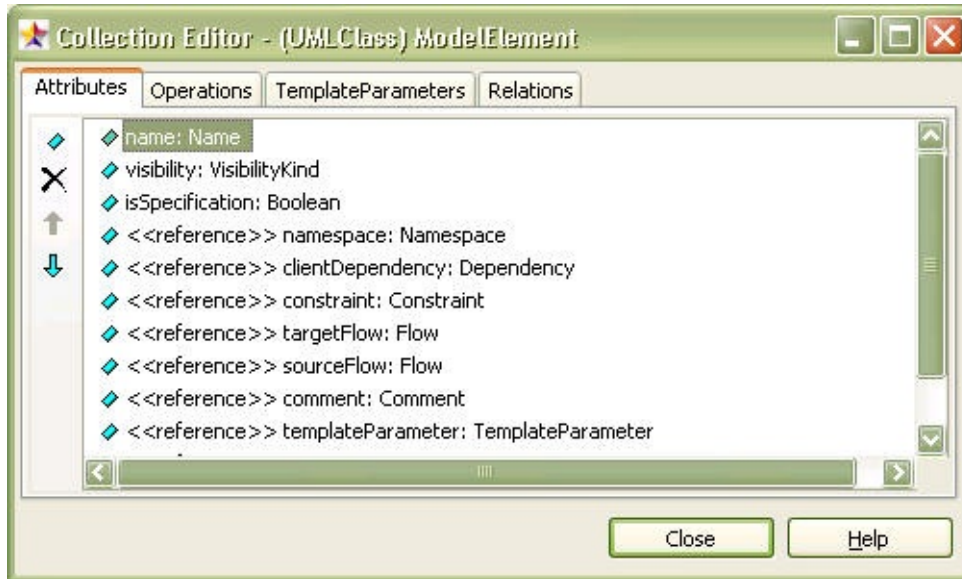 Collection Editor - (UMLClass) ModelElement
Attributes Operations TemplateParameters Relations
name: Name
visibility: VisibilityKind
isSpecification: Boolean
<<reference>> namespace: Namespace
<<reference>> clientDependency: Dependency
<<reference>> constraint: Constraint
<<reference>> targetFlow: Flow
<<reference>> sourceFlow: Flow
<<reference>> comment: Comment
<<reference>> templateParameter: TemplateParameter
Close Help